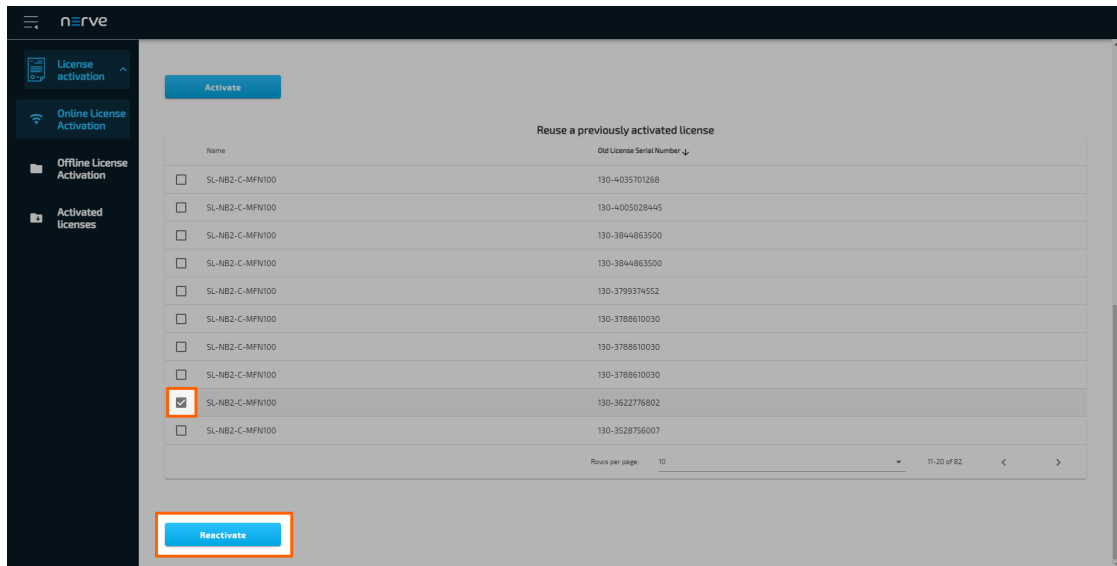 nerve
License
activation
Online License
Activation
Offline License
Activation
Activated
licenses
Activate
Reuse a previously activated license
Name Old License Serial Number
SL-NB2-C-MFN100 130-4035701268
SL-NB2-C-MFN100 130-4005028445
SL-NB2-C-MFN100 130-3844863500
SL-NB2-C-MFN100 130-3844863500
SL-NB2-C-MFN100 130-3799374552
SL-NB2-C-MFN100 130-3788610030
SL-NB2-C-MFN100 130-3788610030
SL-NB2-C-MFN100 130-3788610030
SL-NB2-C-MFN100 130-3622776802
SL-NB2-C-MFN100 130-3528756007
Rows per page: 10 11-20 of 82
Reactivate